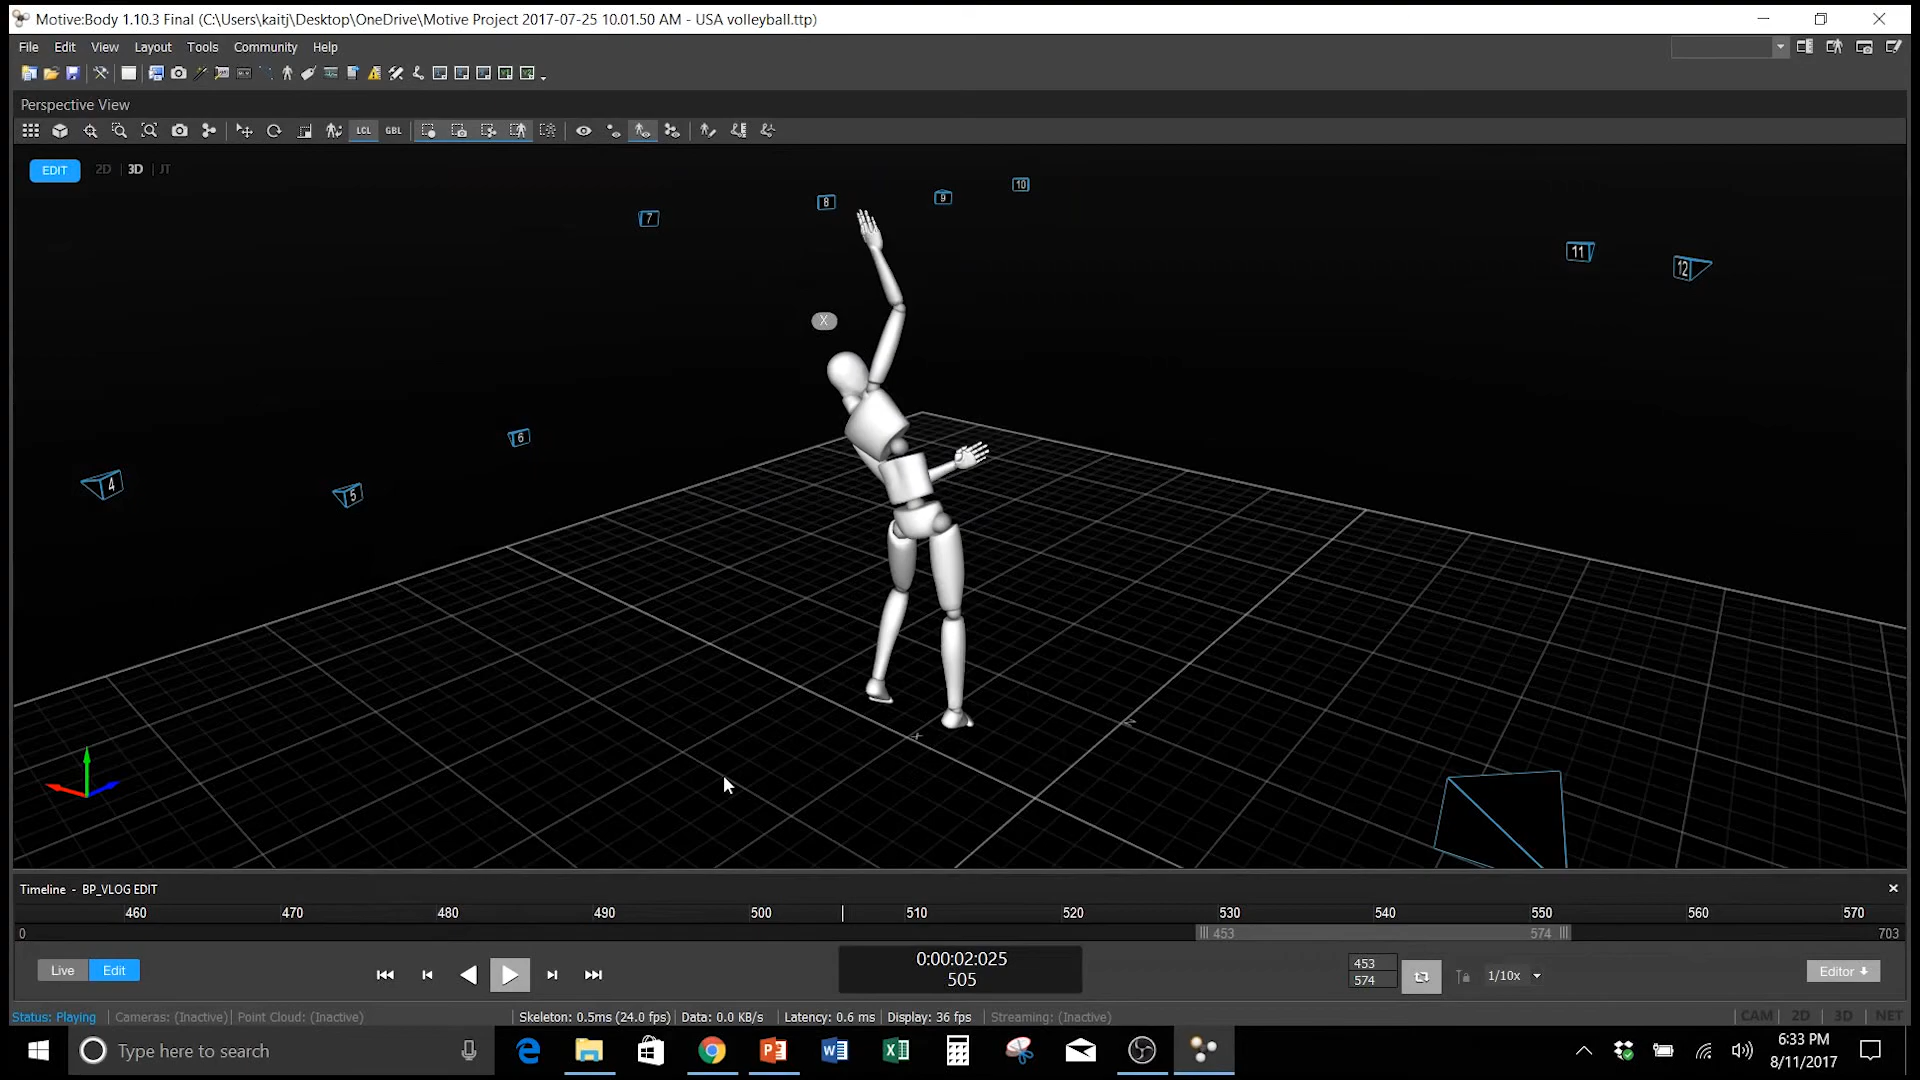 Motive:Body 1.10.3 Final (C:\Users\kaitj\Desktop\OneDrive\Motive Project 2017-07-25 10.01.50 AM - USA volleyball.ttp)
File Edit View Layout Tools Community Help
Perspective View
LCL GBL
EDIT 2D 3D JT
10
9
8
7
11
12
X
6
4
5
Timeline - BP_VLOG EDIT
460 470 480 490 500 510 520 530 540 550 560 570
0 453 574 703
Live Edit
0:00:02:025
505
453
574
1/10x
Editor
Status: Playing Cameras: (Inactive) Point Cloud: (Inactive) Skeleton: 0.5ms (24.0 fps) Data: 0.0 KB/s Latency: 0.6 ms Display: 36 fps Streaming: (Inactive) CAM 2D 3D NET
Type here to search
6:33 PM
8/11/2017